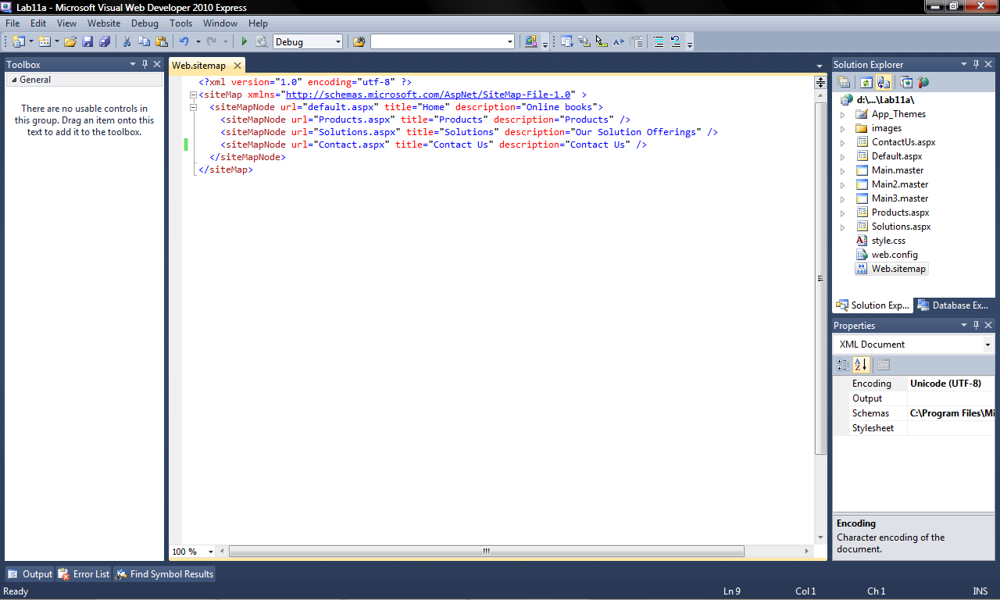 Lab11a - Microsoft Visual Web Developer 2010 Express
File Edit View Website Debug Tools Window Help
Debug
Toolbox
General
There are no usable controls in
this group. Drag an item onto this
text to add it to the toolbox.
Web.sitemap
<?xml version="1.0" encoding="utf-8" ?>
<siteMap xmlns="http://schemas.microsoft.com/AspNet/SiteMap-File-1.0" >
<siteMapNode url="default.aspx" title="Home" description="Online books">
<siteMapNode url="Products.aspx" title="Products" description="Products" />
<siteMapNode url="Solutions.aspx" title="Solutions" description="Our Solution Offerings" />
<siteMapNode url="Contact.aspx" title="Contact Us" description="Contact Us" />
</siteMapNode>
</siteMap>
100 %
Solution Explorer
d:\...\Lab11a\
App_Themes
images
ContactUs.aspx
Default.aspx
Main.master
Main2.master
Main3.master
Products.aspx
Solutions.aspx
style.css
web.config
Web.sitemap
Solution Exp... Database Ex...
Properties
XML Document
Encoding Unicode (UTF-8)
Output
Schemas C:\Program Files\Mi
Stylesheet
Encoding
Character encoding of the
document.
Output Error List Find Symbol Results
Ready Ln 9 Col 1 Ch 1 INS